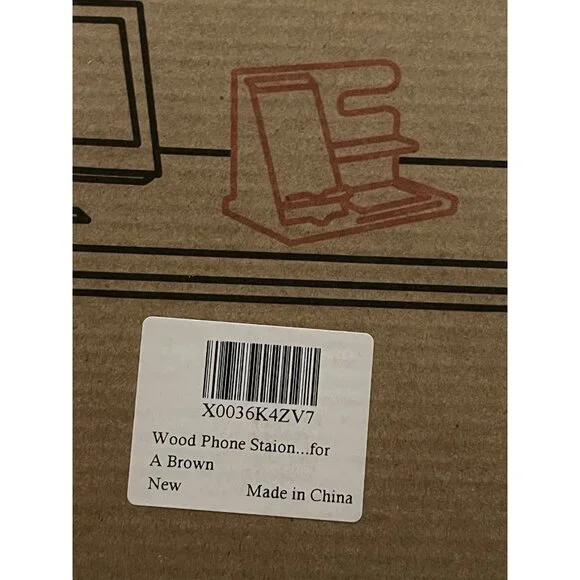 X0036K4ZV7
Wood Phone Staion...for
A Brown
New Made in China